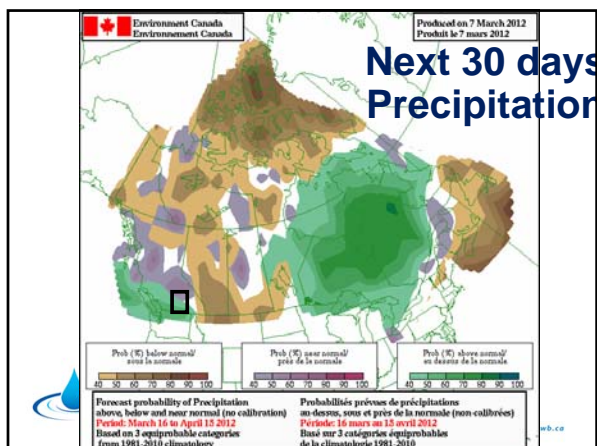 Environment Canada
Environnement Canada
Produced on 7 March 2012
Produit le 7 mars 2012
Next 30 days
Precipitation
Prob (%) below normal/
sous la normale
40 50 60 70 80 90 100
Prob (%) near normal/
près de la normale
40 50 60 70 80 90 100
Prob (%) above normal/
au dessus de la normale
40 50 60 70 80 90 100
Forecast probability of Precipitation
above, below and near normal (no calibration)
Period: March 16 to April 15 2012
Based on 3 equiprobable categories
from 1981-2010 climatology
Probabilités prévues de précipitations
au-dessus, sous et près de la normale (non-calibrées)
Période: 16 mars au 15 avril 2012
Basé sur 3 catégories équiprobables
de la climatologie 1981-2010
wb.ca